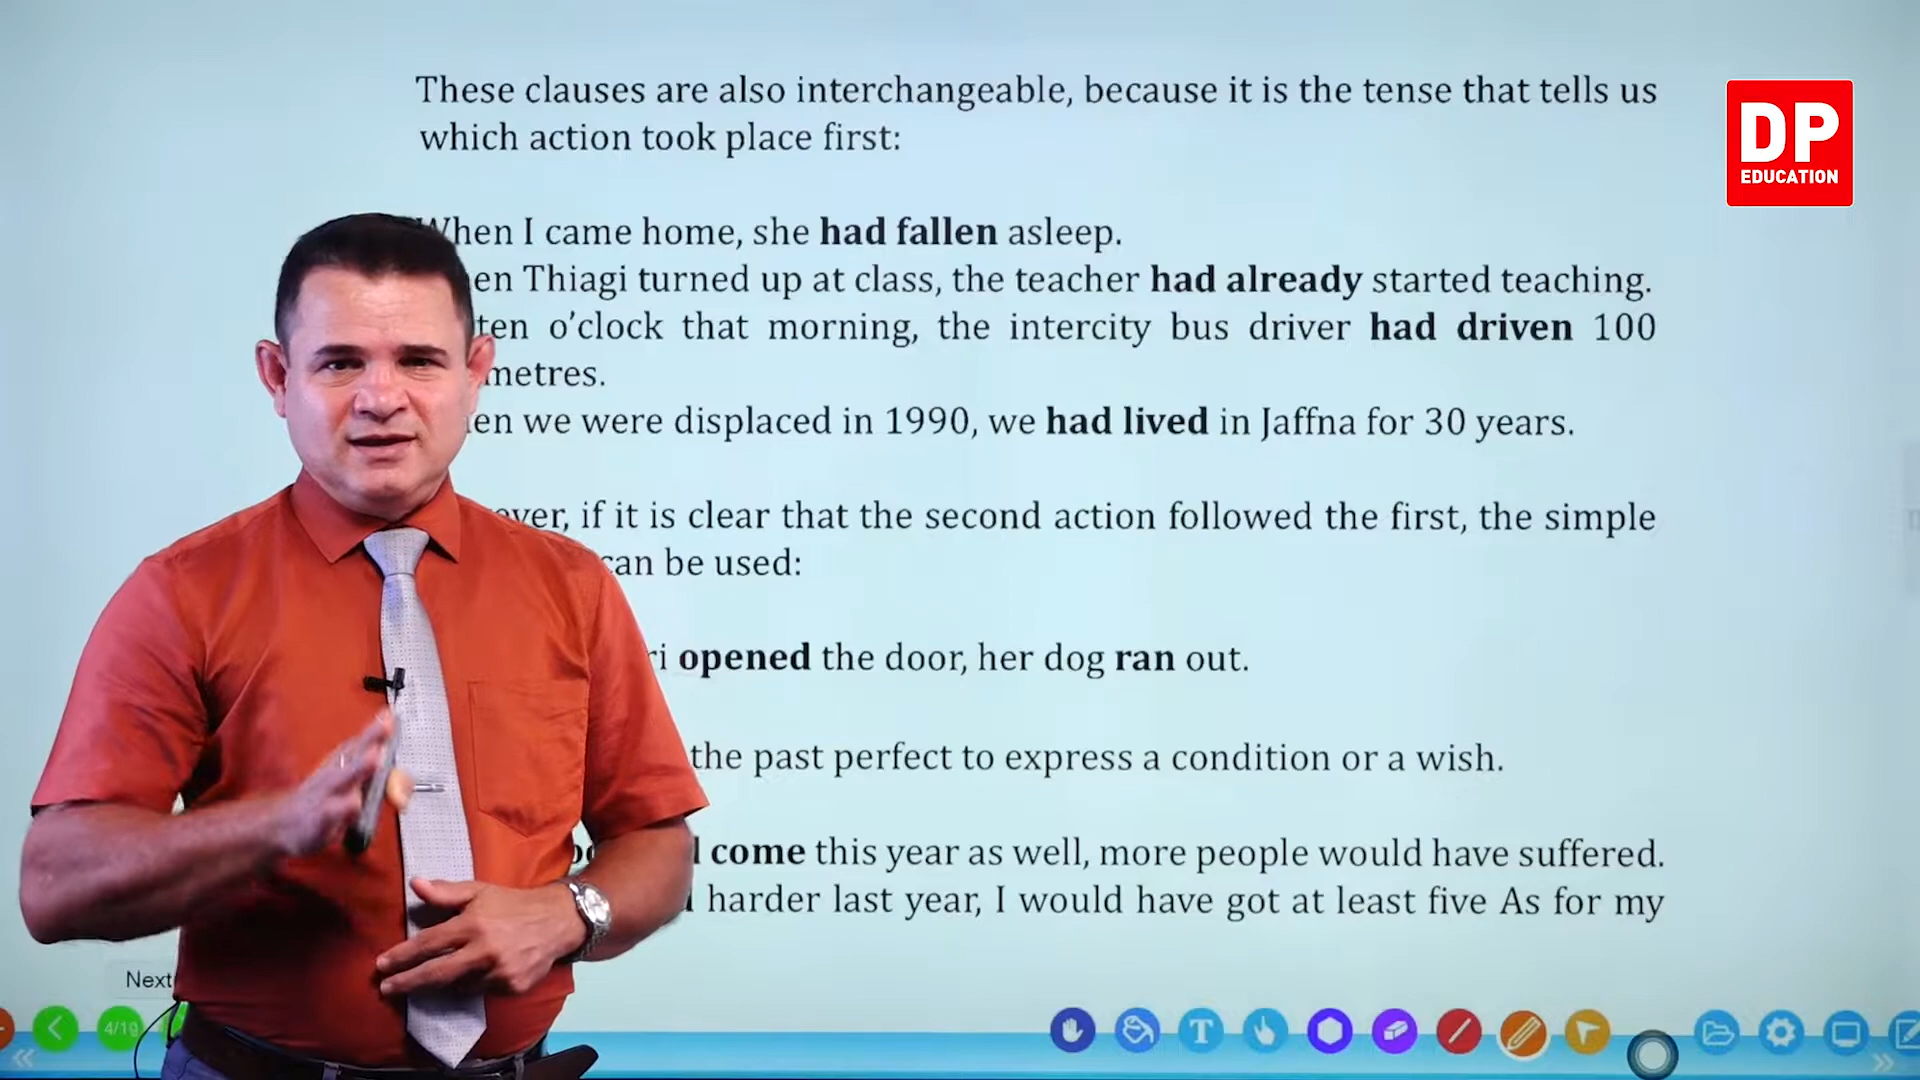 These clauses are also interchangeable, because it is the tense that tells us
which action took place first:
DP
EDUCATION
When I came home, she had fallen asleep.
Thiagi turned up at class, the teacher had already started teaching.
ten o’clock that morning, the intercity bus driver had driven 100
metres.
we were displaced in 1990, we had lived in Jaffna for 30 years.
if it is clear that the second action followed the first, the simple
can be used:
opened the door, her dog ran out.
the past perfect to express a condition or a wish.
come this year as well, more people would have suffered.
harder last year, I would have got at least five As for my
Next
4/19
T